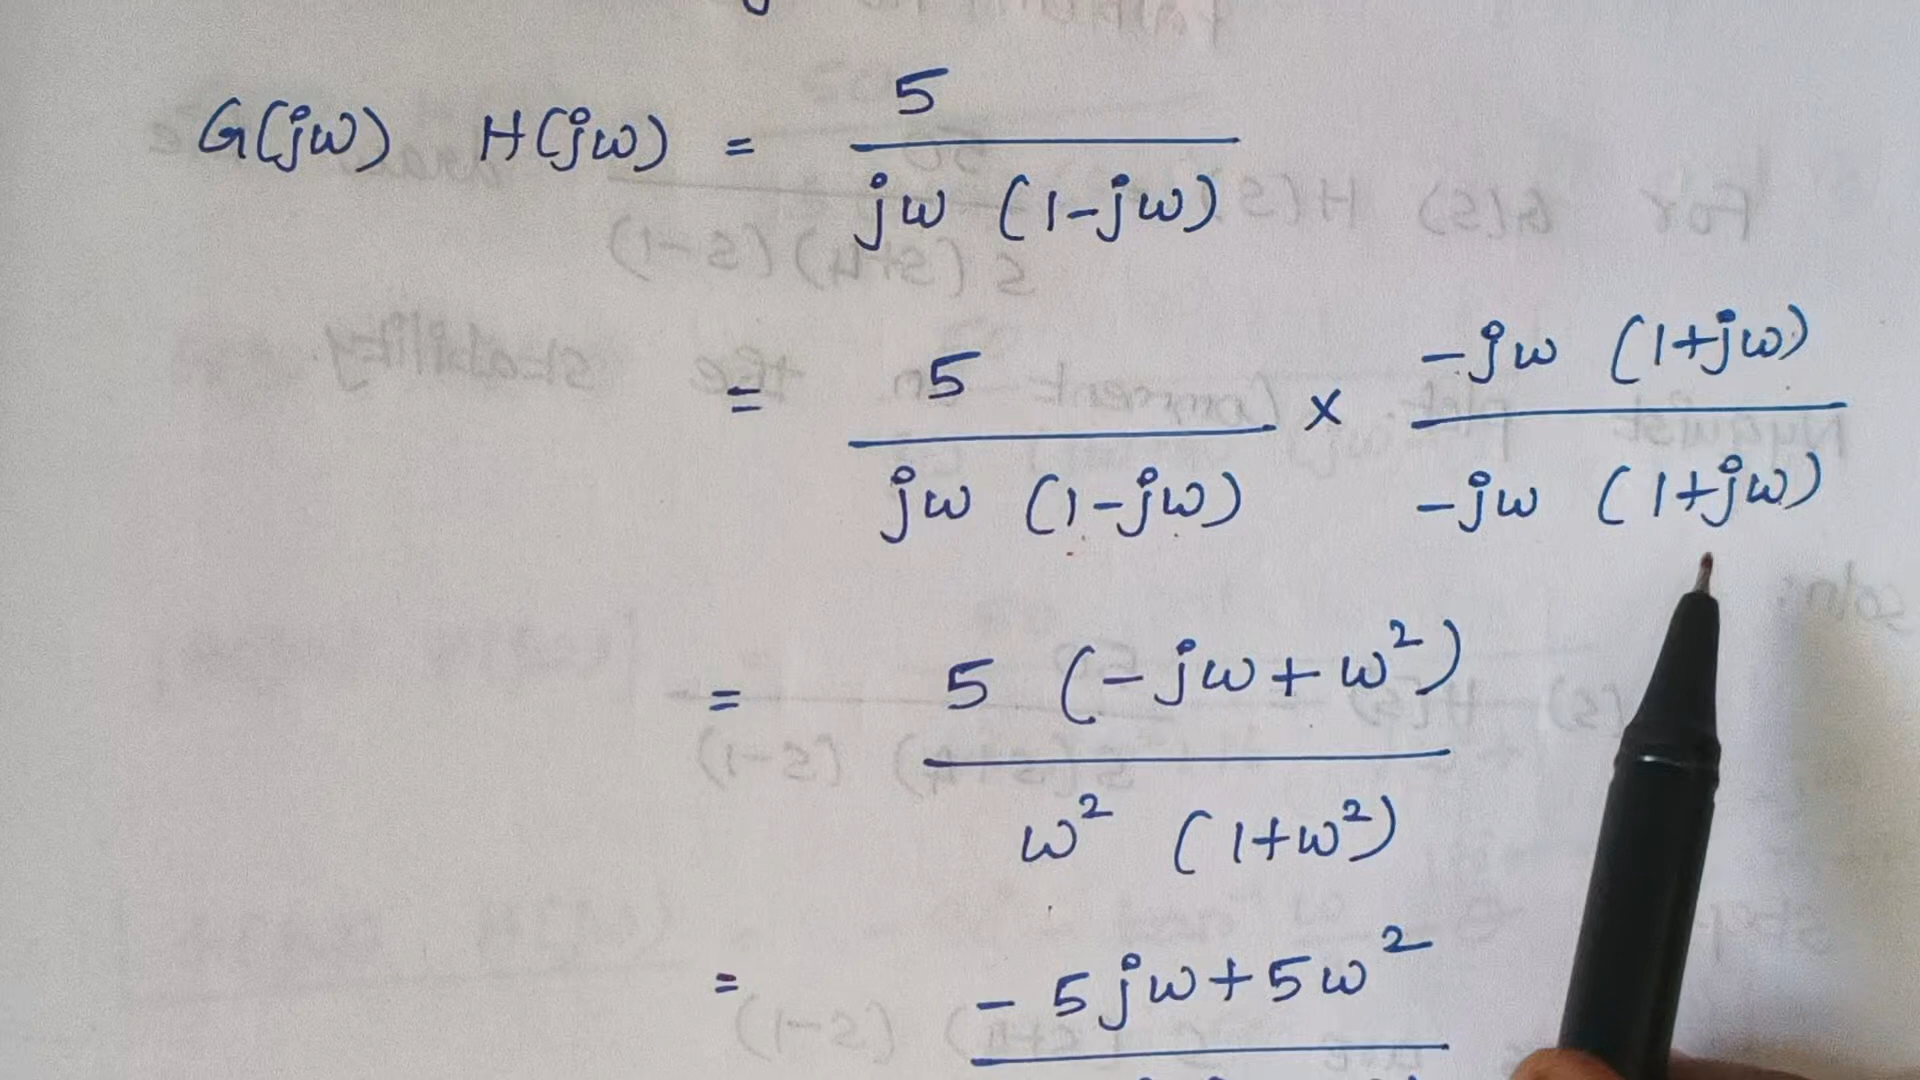 G(jω) H(jω) = 5 / jω (1-jω)
= 5 / jω (1-jω) × -jω (1+jω) / -jω (1+jω)
= 5 (-jω+ω²) / ω² (1+ω²)
= -5jω+5ω²